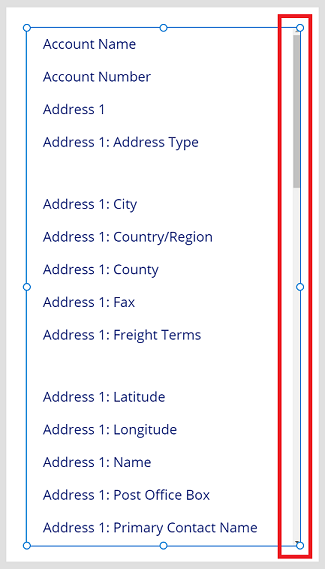 Account Name
Account Number
Address 1
Address 1: Address Type
Address 1: City
Address 1: Country/Region
Address 1: County
Address 1: Fax
Address 1: Freight Terms
Address 1: Latitude
Address 1: Longitude
Address 1: Name
Address 1: Post Office Box
Address 1: Primary Contact Name